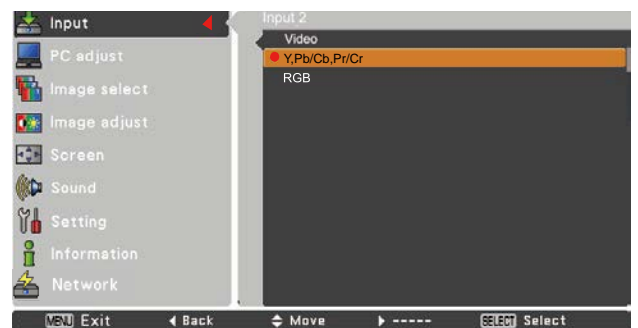 Input
PC adjust
Image select
Image adjust
Screen
Sound
Setting
Information
Network
Input 2
Video
Y,Pb/Cb,Pr/Cr
RGB
MENU Exit
Back
Move
-----
SELECT Select